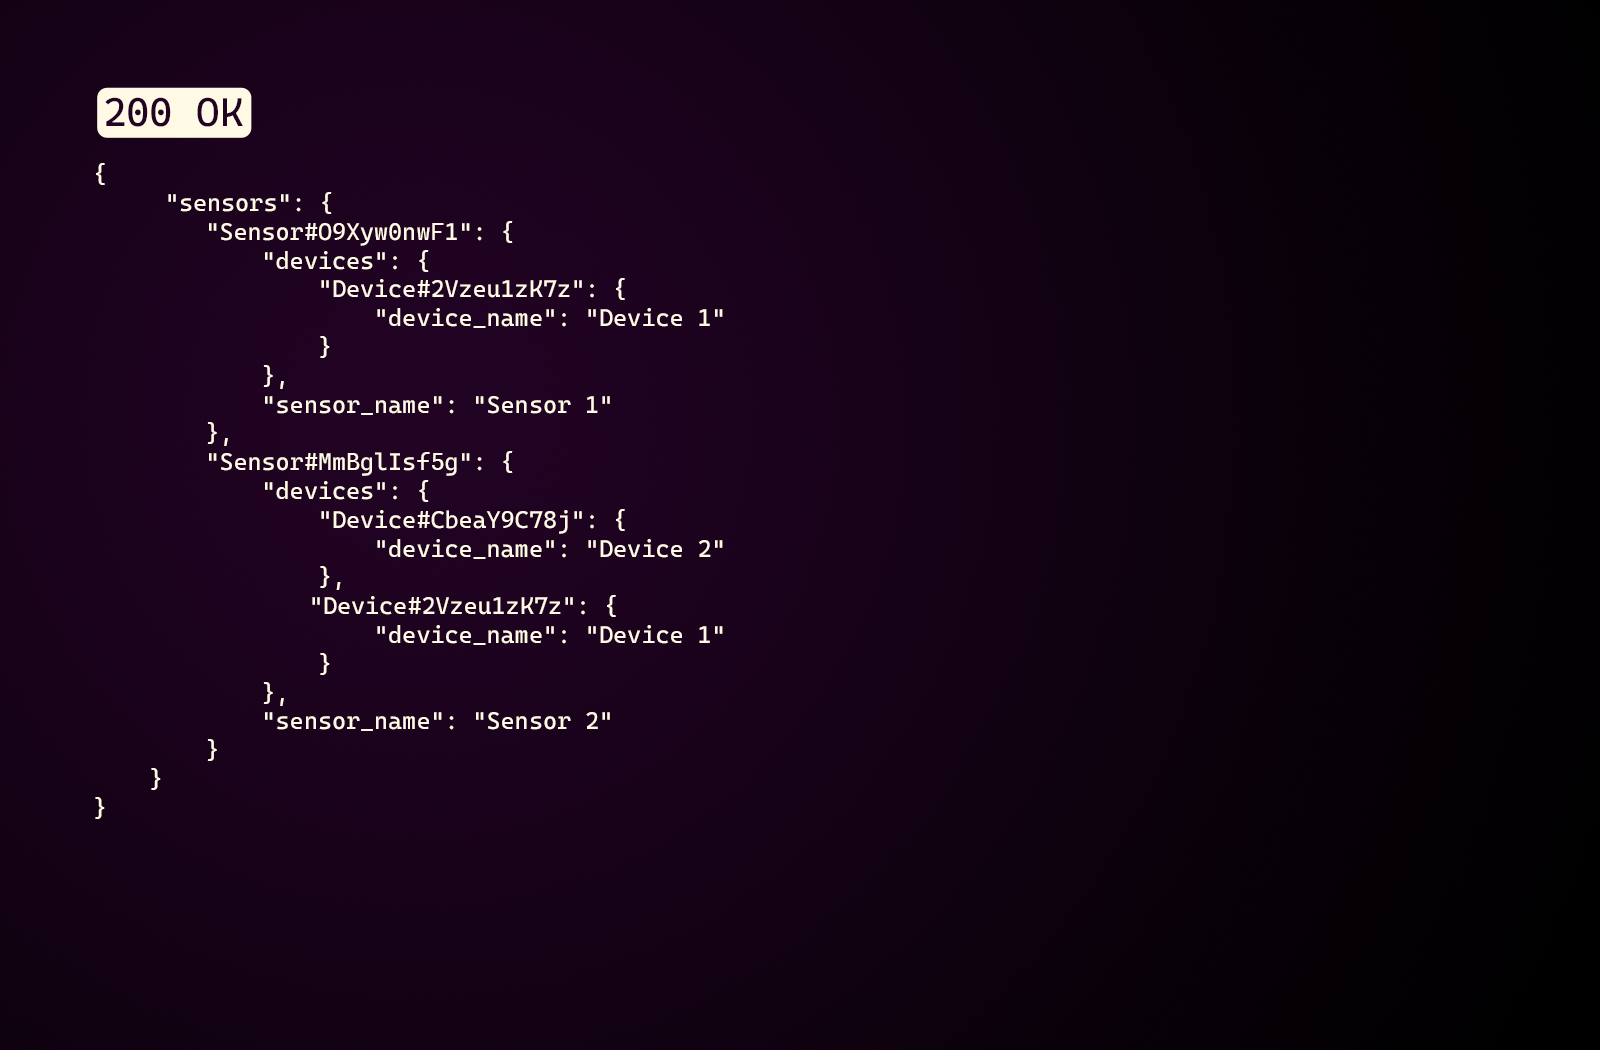 200 OK
{
"sensors": {
"Sensor#O9Xyw0nwF1": {
"devices": {
"Device#2Vzeu1zK7z": {
"device_name": "Device 1"
}
},
"sensor_name": "Sensor 1"
},
"Sensor#MmBglIsf5g": {
"devices": {
"Device#CbeaY9C78j": {
"device_name": "Device 2"
},
"Device#2Vzeu1zK7z": {
"device_name": "Device 1"
}
},
"sensor_name": "Sensor 2"
}
}
}